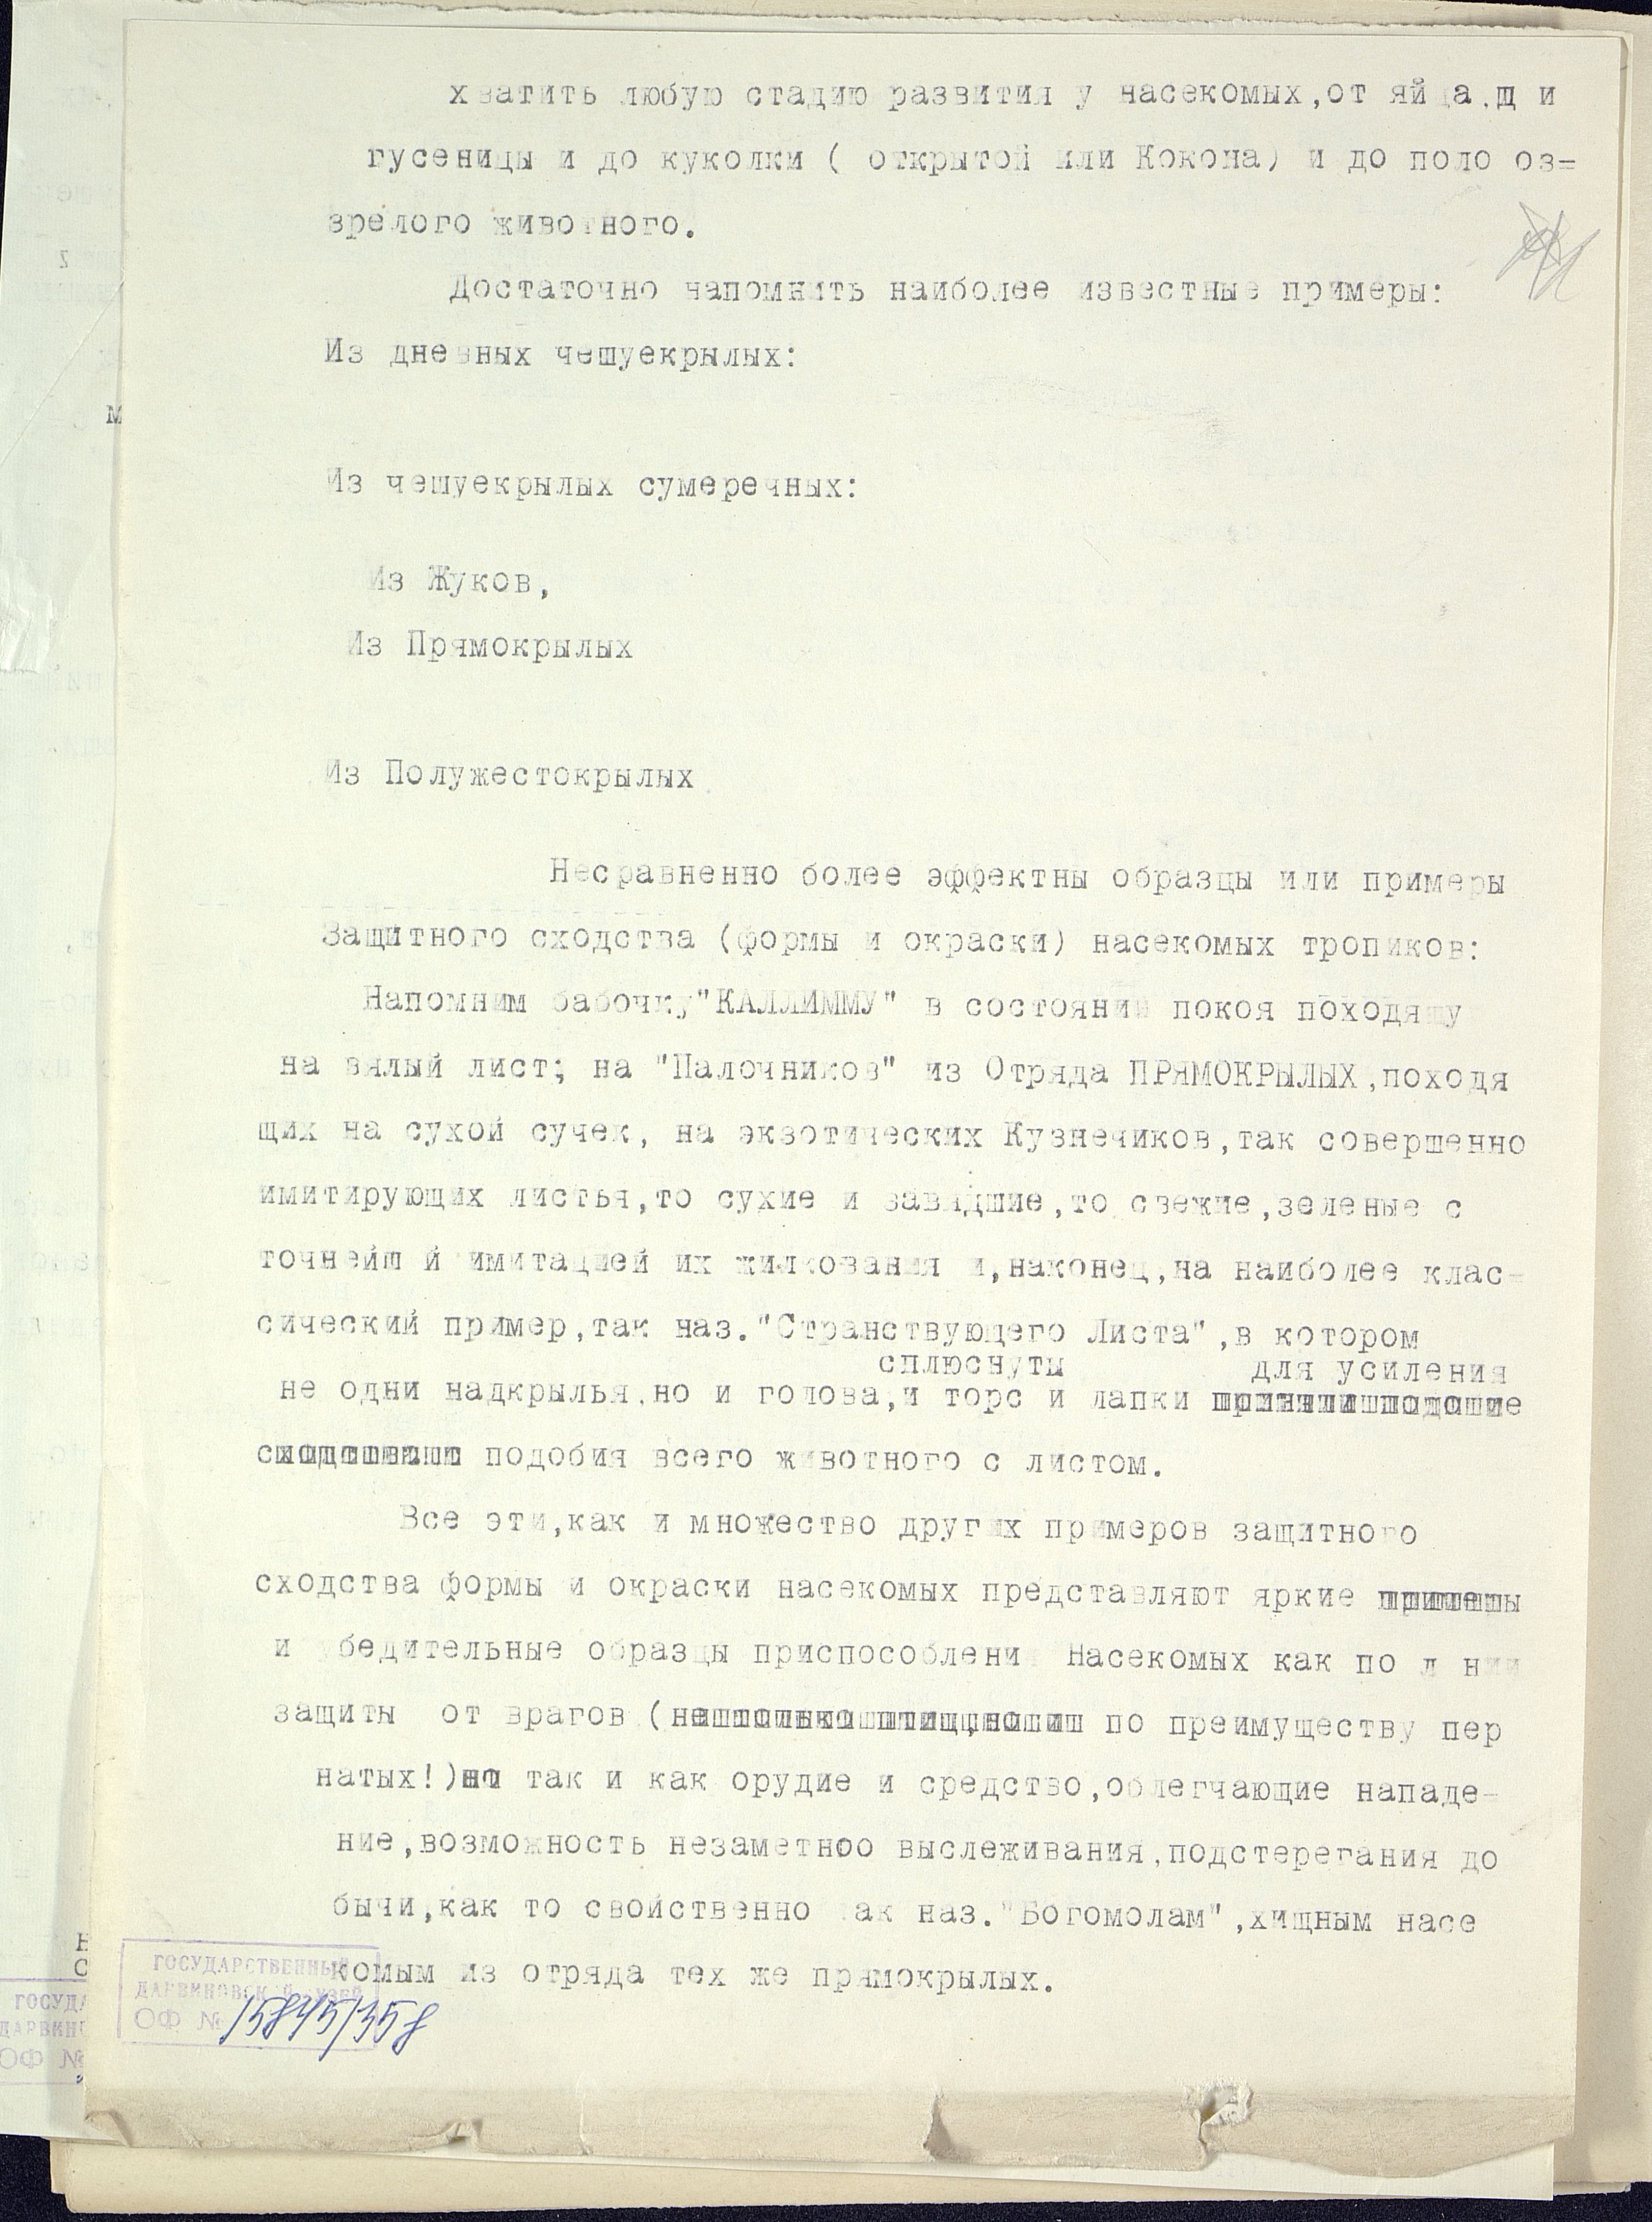 хватить любую стадию развития у насекомых,от яйца.д и
гусеницы и до куколки ( открытой или Кокона) и до поло оз=
зрелого животного.
Достаточно напомнить наиболее известные примеры:
Из дневных чешуекрылых:
Из чешуекрылых сумеречных:
Из Жуков,
Из Прямокрылых
Из Полужестокрылых
Несравненно более эффектны образцы или примеры
Защитного сходства (формы и окраски) насекомых тропиков:
Напомним бабочку"КАЛЛИММУ" в состоянии покоя походящу
на вялый лист; на "Палочников" из Отряда ПРЯМОКРЫЛЫХ,походя
щих на сухой сучек, на экзотических Кузнечиков,так совершенно
имитирующих листья,то сухие и завядшие,то свежие,зеленые с
точнейш й имитацией их жилкования и,наконец,на наиболее клас-
сический пример,так наз."Странствующего Листа",в котором
сплюснуты для усиления
не одни надкрылья,но и голова,и торс и лапки
подобия всего животного с листом.
Все эти,как и множество других примеров защитного
сходства формы и окраски насекомых представляют яркие
и убедительные образцы приспособлени Насекомых как по л нии
защиты от врагов ( по преимуществу пер
натых!) так и как орудие и средство,облегчающие нападе-
ние,возможность незаметноо выслеживания,подстерегания до
бычи,как то свойственно так наз."Богомолам",хищным насе
комым из отряда тех же прямокрылых.
ГОСУДАРСТВЕННЫЙ
ДАРВИНОВСКИЙ МУЗЕЙ
ОФ № 15845/358